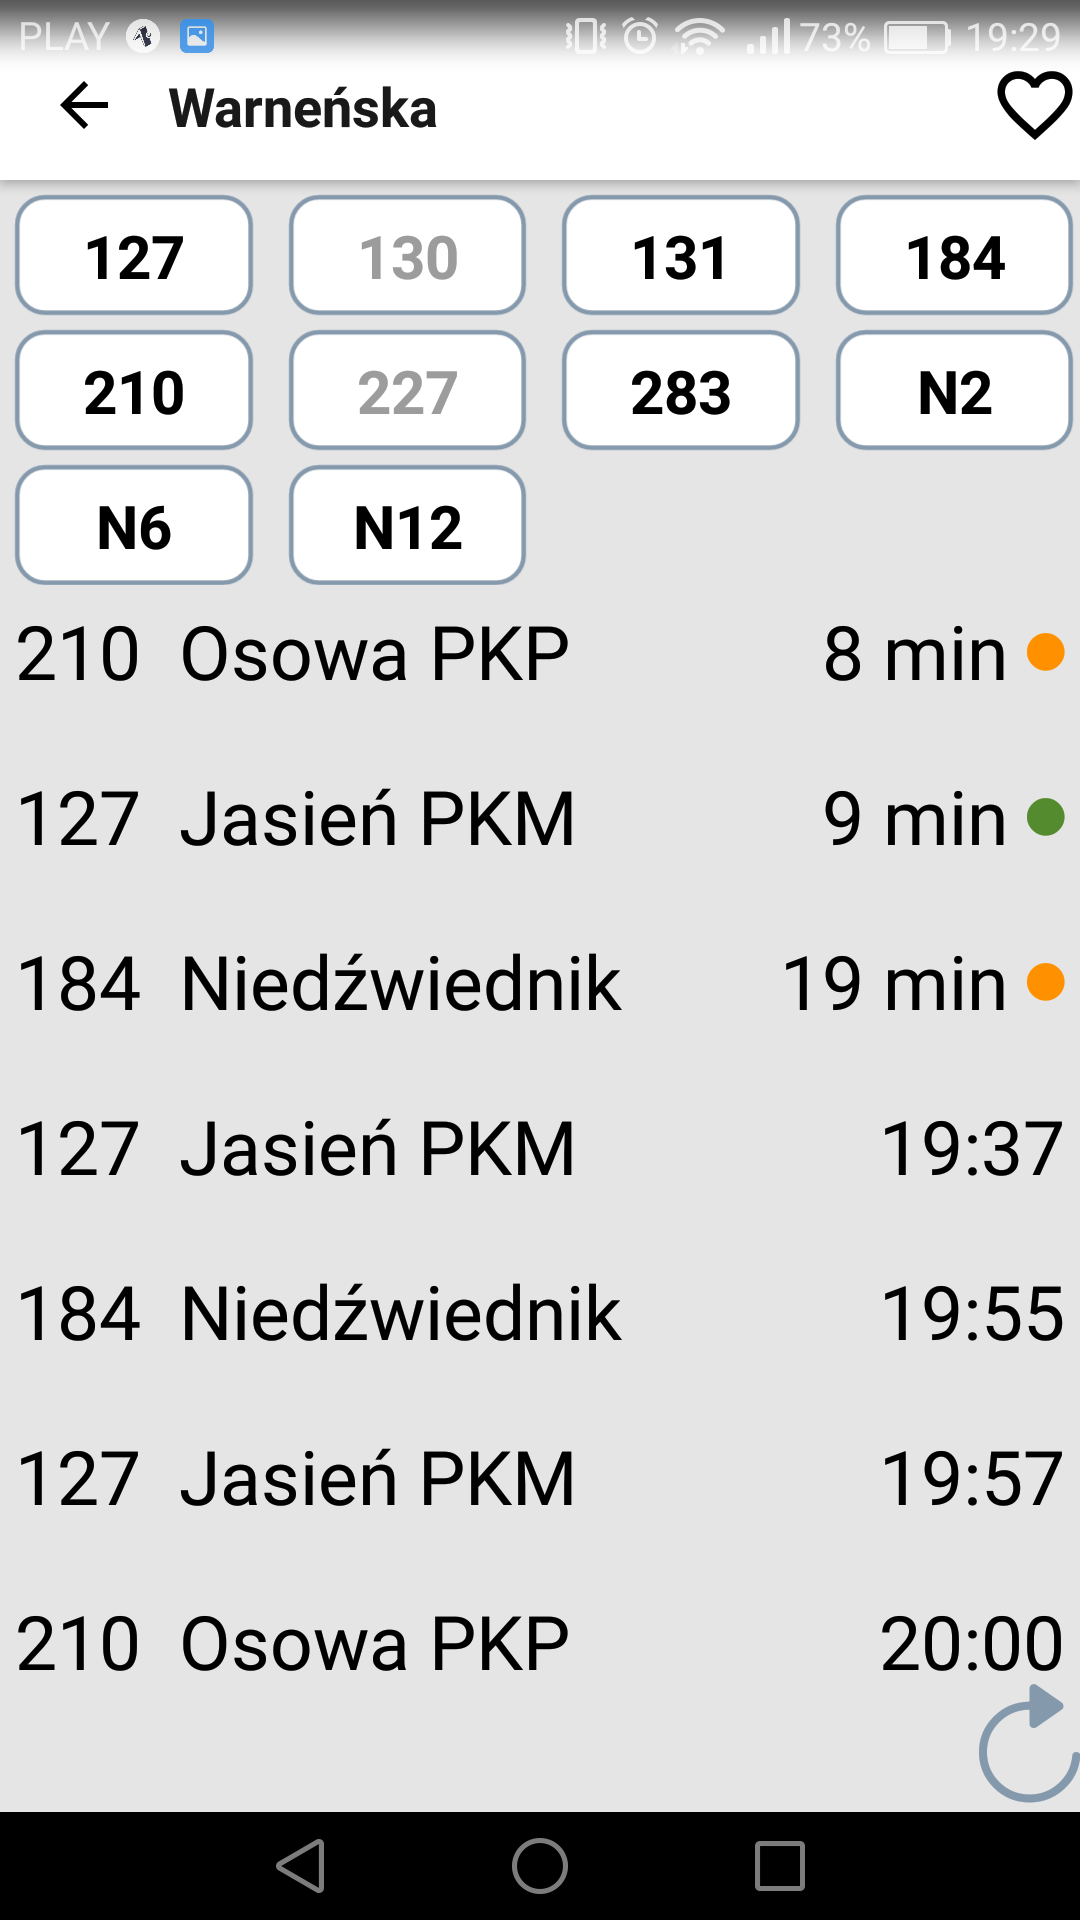 PLAY 73% 19:29
Warneńska
127 130 131 184
210 227 283 N2
N6 N12
210 Osowa PKP 8 min
127 Jasień PKM 9 min
184 Niedźwiednik 19 min
127 Jasień PKM 19:37
184 Niedźwiednik 19:55
127 Jasień PKM 19:57
210 Osowa PKP 20:00